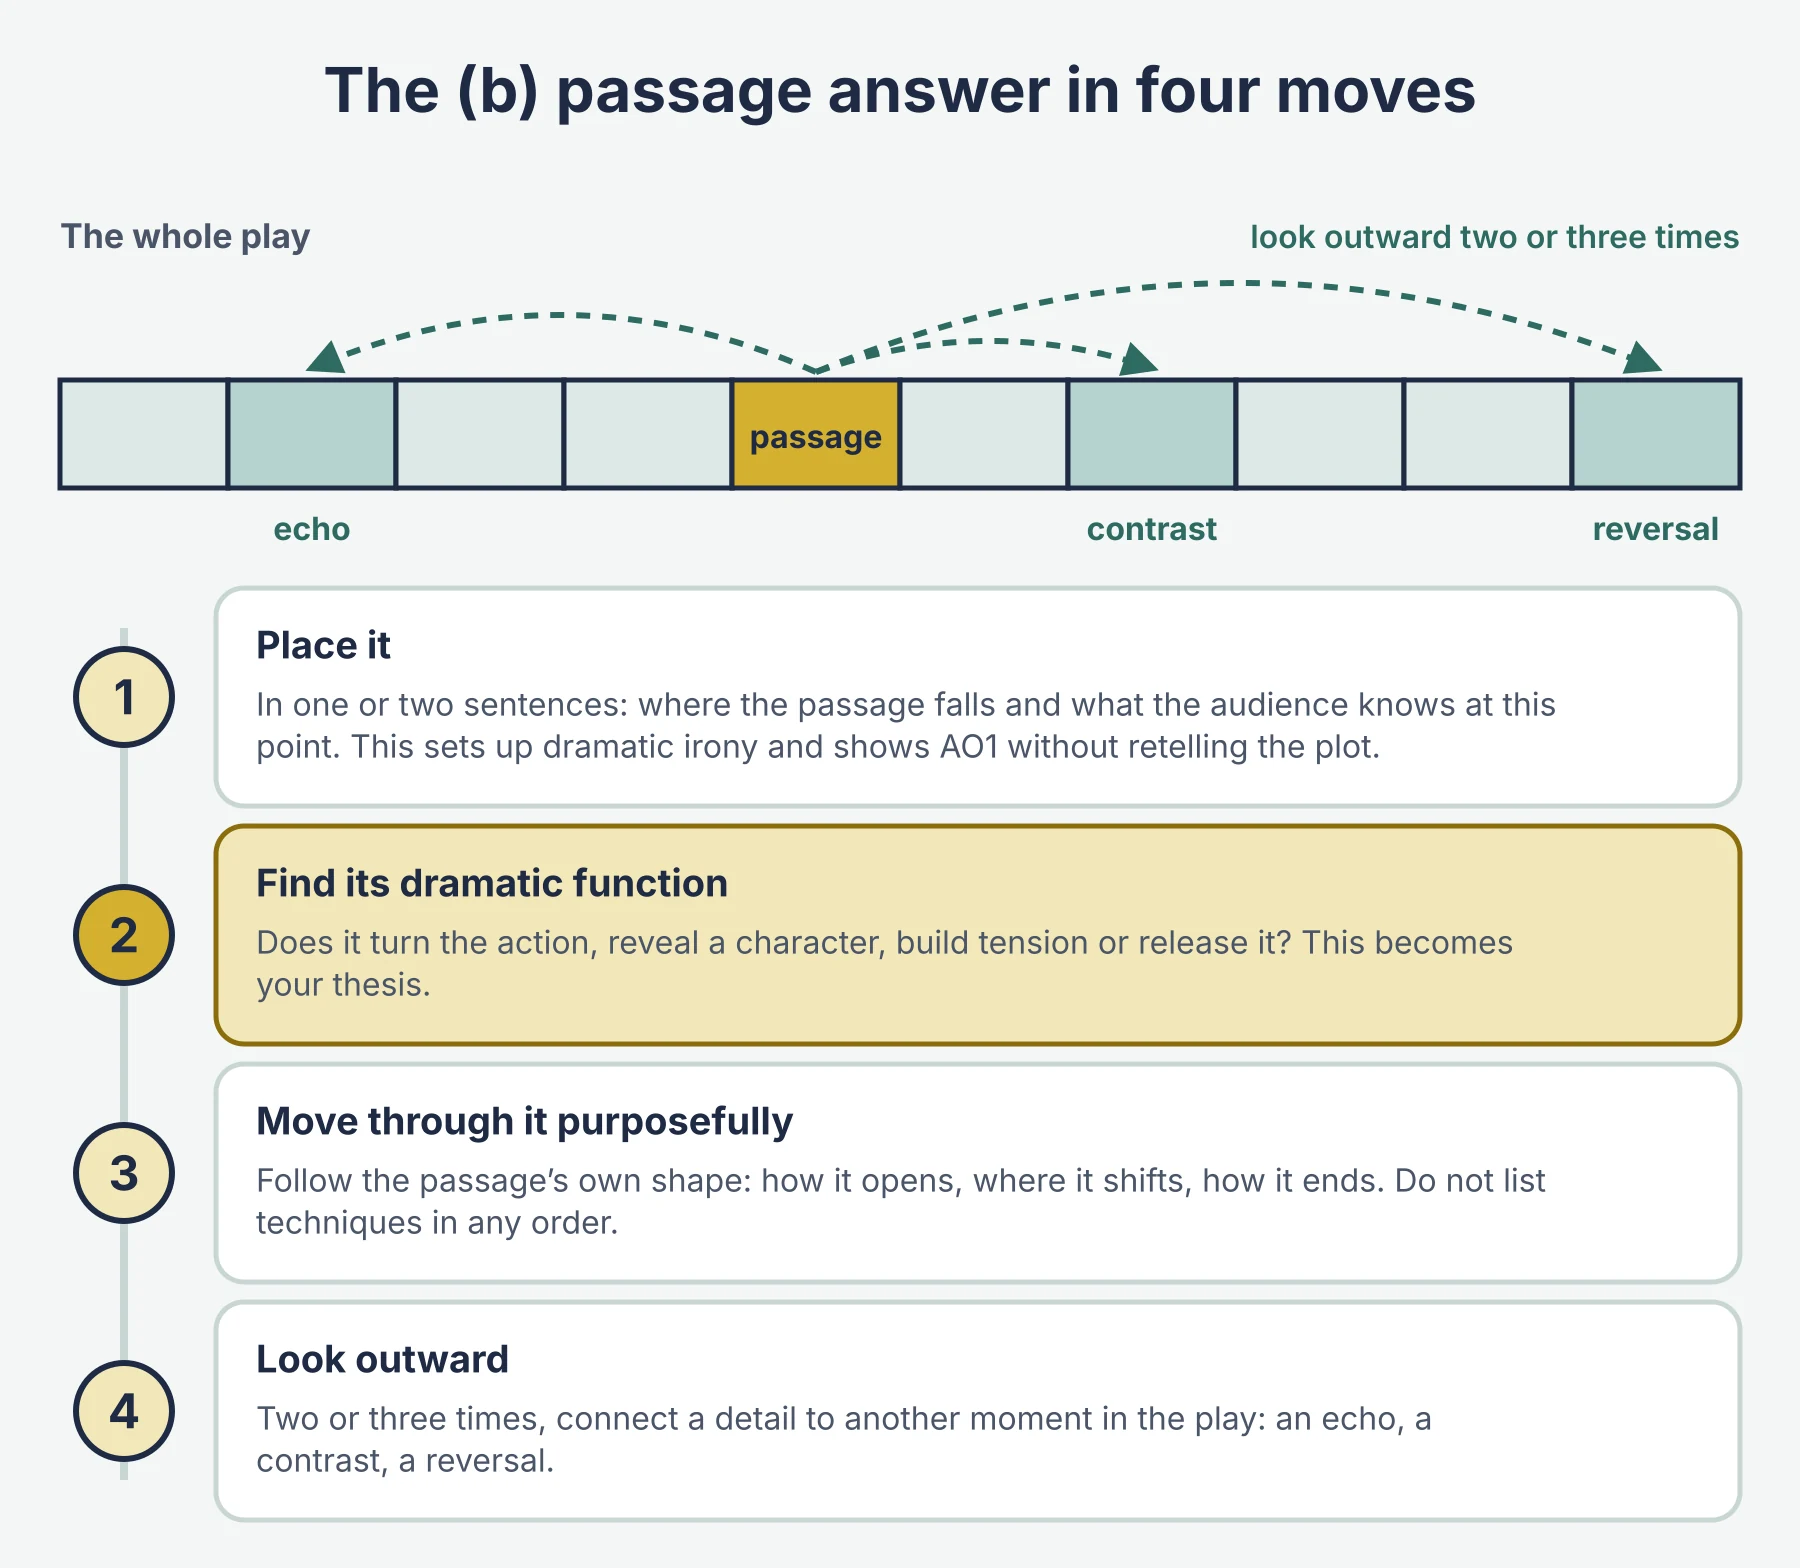 The (b) passage answer in four moves
The whole play
look outward two or three times
passage
echo
contrast
reversal
1
Place it
In one or two sentences: where the passage falls and what the audience knows at this
point. This sets up dramatic irony and shows AO1 without retelling the plot.
2
Find its dramatic function
Does it turn the action, reveal a character, build tension or release it? This becomes
your thesis.
3
Move through it purposefully
Follow the passage’s own shape: how it opens, where it shifts, how it ends. Do not list
techniques in any order.
4
Look outward
Two or three times, connect a detail to another moment in the play: an echo, a
contrast, a reversal.